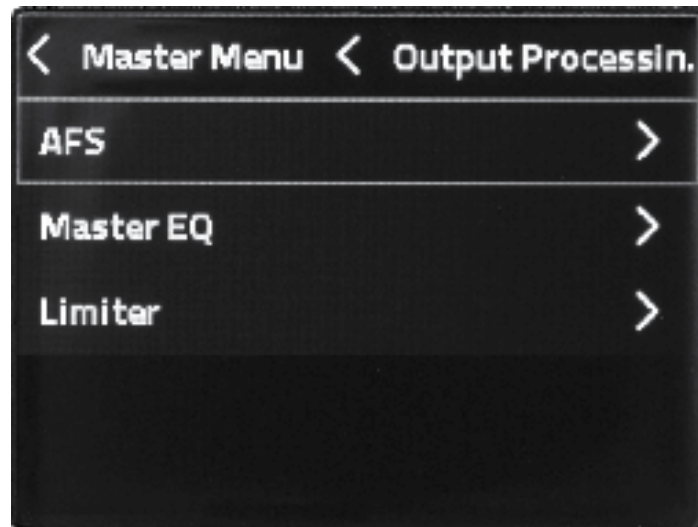 < Master Menu < Output Processin.
AFS >
Master EQ >
Limiter >